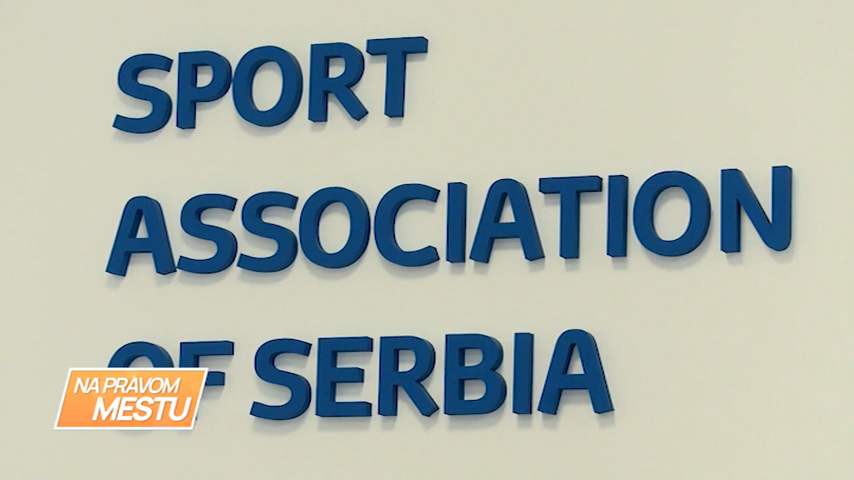 SPORT
ASSOCIATION
OF SERBIA
NA PRAVOM
MESTU